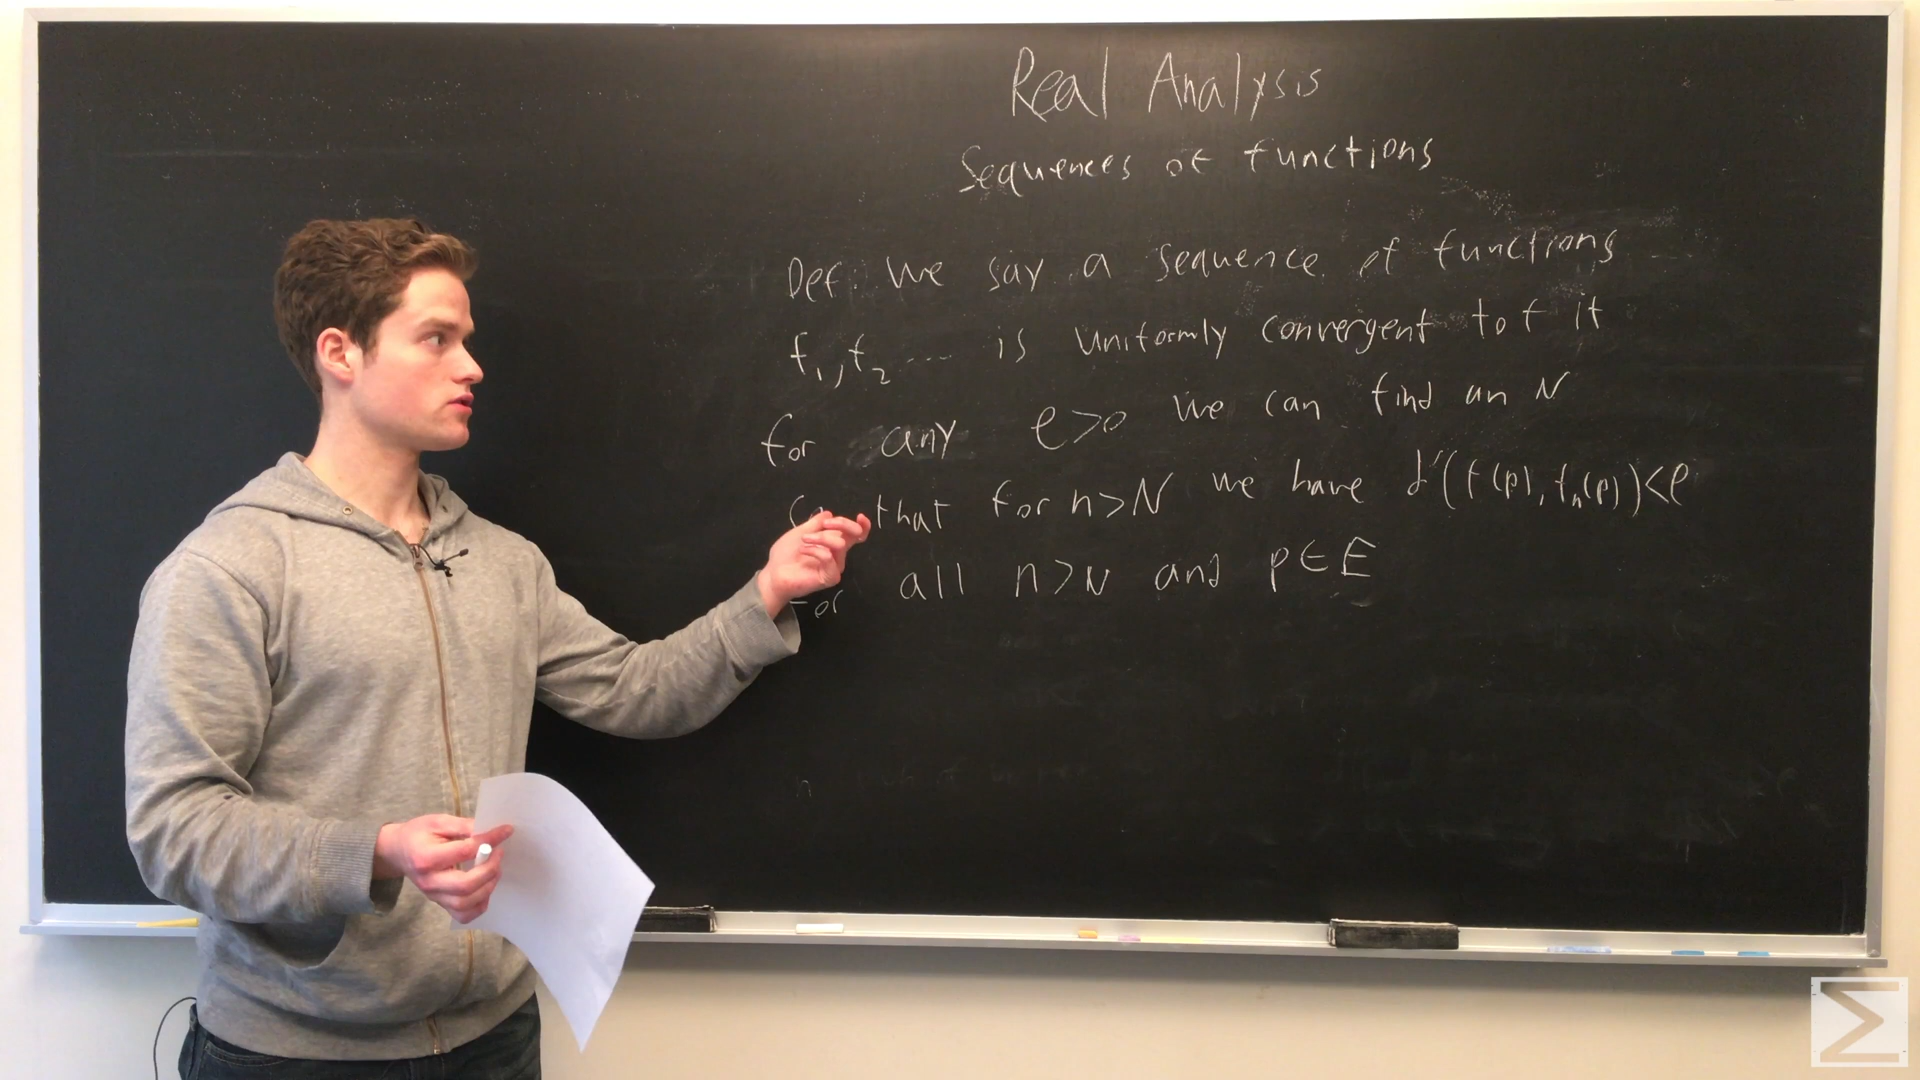 Real Analysis
Sequences of functions
Def: We say a sequence of functions
f₁, f₂ .... is uniformly convergent to f if
for any e>0 we can find an N
so that for n>N we have d'(f(p), fₙ(p))<e
for all n>N and p∈E